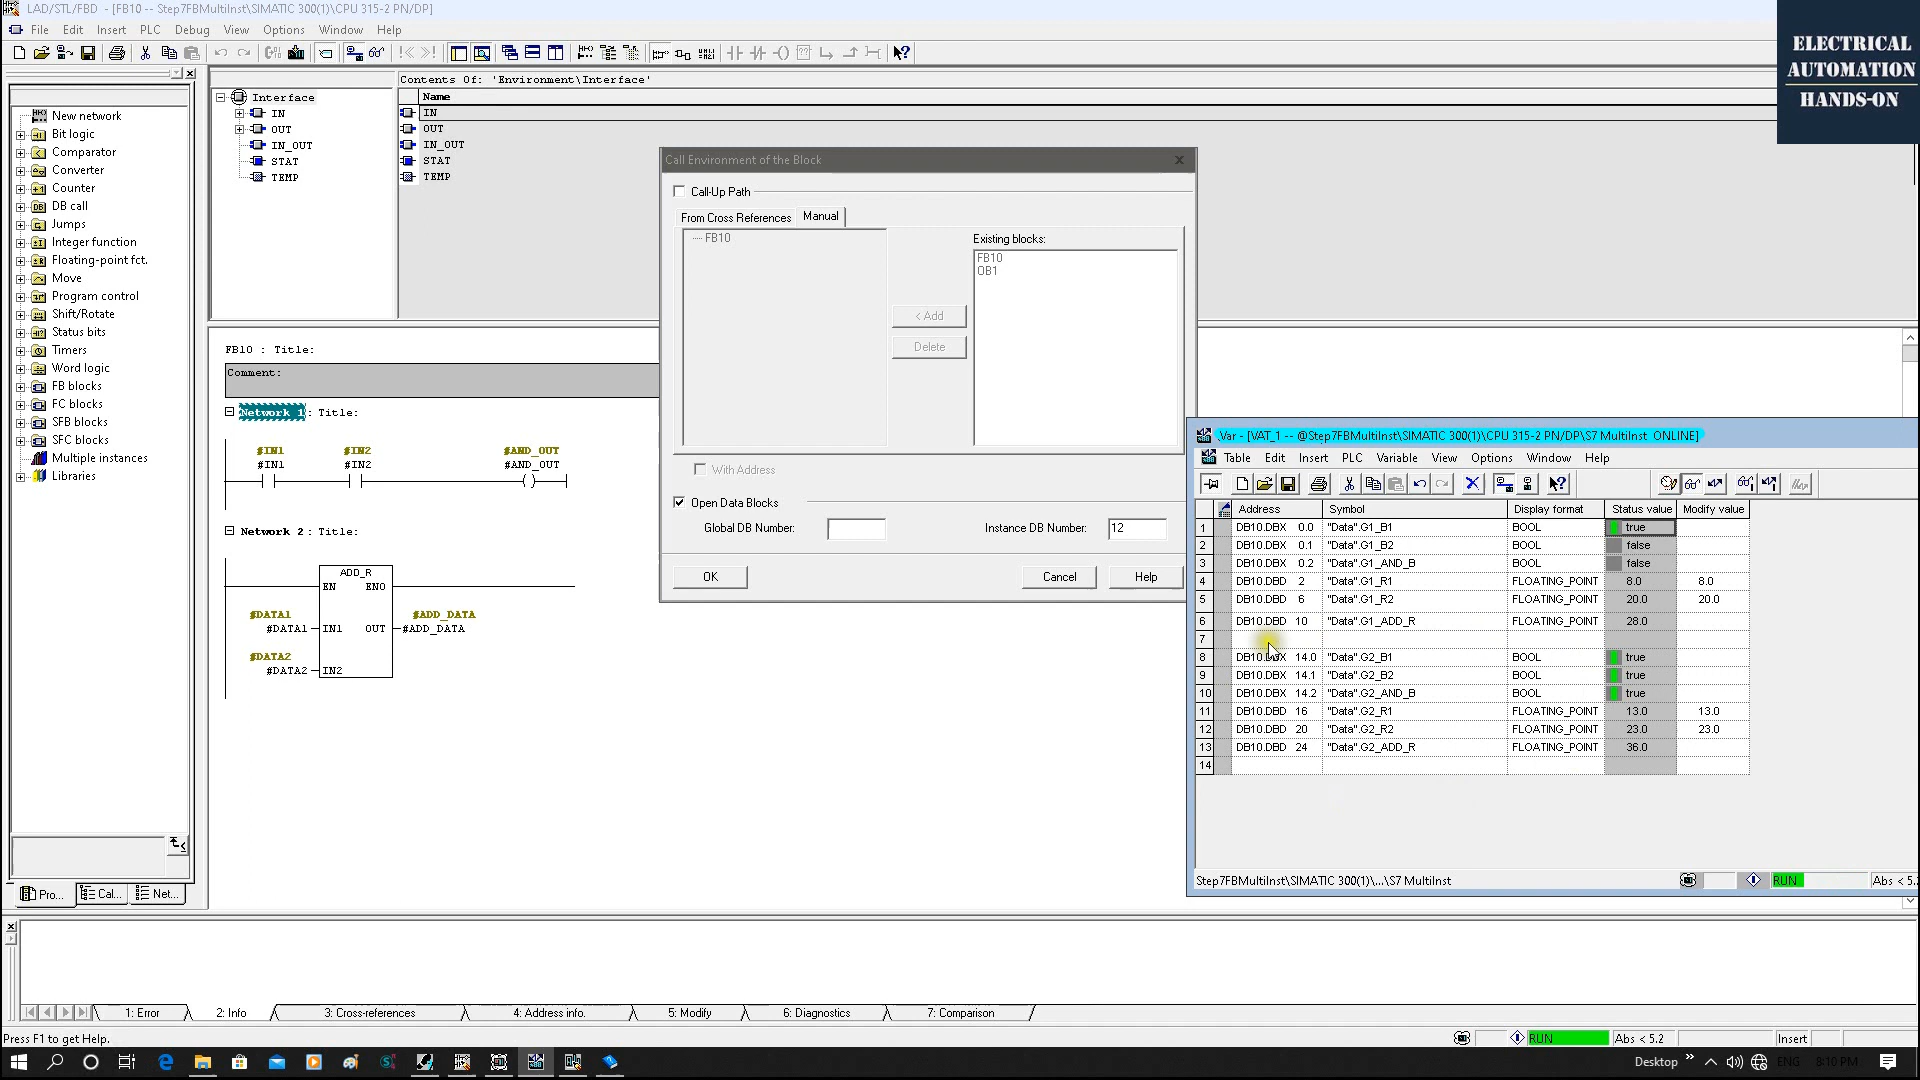 LAD/STL/FBD - [FB10 -- Step7FBMultiInst\SIMATIC 300(1)\CPU 315-2 PN/DP]
File Edit Insert PLC Debug View Options Window Help
ELECTRICAL
AUTOMATION
HANDS-ON
New network
Bit logic
Comparator
Converter
Counter
DB call
Jumps
Integer function
Floating-point fct.
Move
Program control
Shift/Rotate
Status bits
Timers
Word logic
FB blocks
FC blocks
SFB blocks
SFC blocks
Multiple instances
Libraries
Pro... Cal... Net...
Interface
IN
OUT
IN_OUT
STAT
TEMP
Contents Of: 'Environment\Interface'
Name
IN
OUT
IN_OUT
STAT
TEMP
FB10 : Title:
Comment:
Network 1: Title:
#IN1 #IN2 #AND_OUT
#IN1 #IN2 #AND_OUT
Network 2: Title:
ADD_R
EN ENO
#DATA1 #ADD_DATA
#DATA1 IN1 OUT #ADD_DATA
#DATA2
#DATA2 IN2
Call Environment of the Block
Call-Up Path
From Cross References Manual
FB10
Existing blocks:
FB10
OB1
< Add
Delete
With Address
Open Data Blocks
Global DB Number: Instance DB Number: 12
OK Cancel Help
Var - [VAT_1 -- @Step7FBMultiInst\SIMATIC 300(1)\CPU 315-2 PN/DP\S7 MultiInst ONLINE]
Table Edit Insert PLC Variable View Options Window Help
Address Symbol Display format Status value Modify value
1 DB10.DBX 0.0 "Data".G1_B1 BOOL true
2 DB10.DBX 0.1 "Data".G1_B2 BOOL false
3 DB10.DBX 0.2 "Data".G1_AND_B BOOL false
4 DB10.DBD 2 "Data".G1_R1 FLOATING_POINT 8.0 8.0
5 DB10.DBD 6 "Data".G1_R2 FLOATING_POINT 20.0 20.0
6 DB10.DBD 10 "Data".G1_ADD_R FLOATING_POINT 28.0
7
8 DB10.DBX 14.0 "Data".G2_B1 BOOL true
9 DB10.DBX 14.1 "Data".G2_B2 BOOL true
10 DB10.DBX 14.2 "Data".G2_AND_B BOOL true
11 DB10.DBD 16 "Data".G2_R1 FLOATING_POINT 13.0 13.0
12 DB10.DBD 20 "Data".G2_R2 FLOATING_POINT 23.0 23.0
13 DB10.DBD 24 "Data".G2_ADD_R FLOATING_POINT 36.0
14
Step7FBMultiInst\SIMATIC 300(1)\...\S7 MultiInst RUN Abs < 5.2
1: Error 2: Info 3: Cross-references 4: Address info. 5: Modify 6: Diagnostics 7: Comparison
Press F1 to get Help. RUN Abs < 5.2 Insert
Desktop ENG 8:10 PM